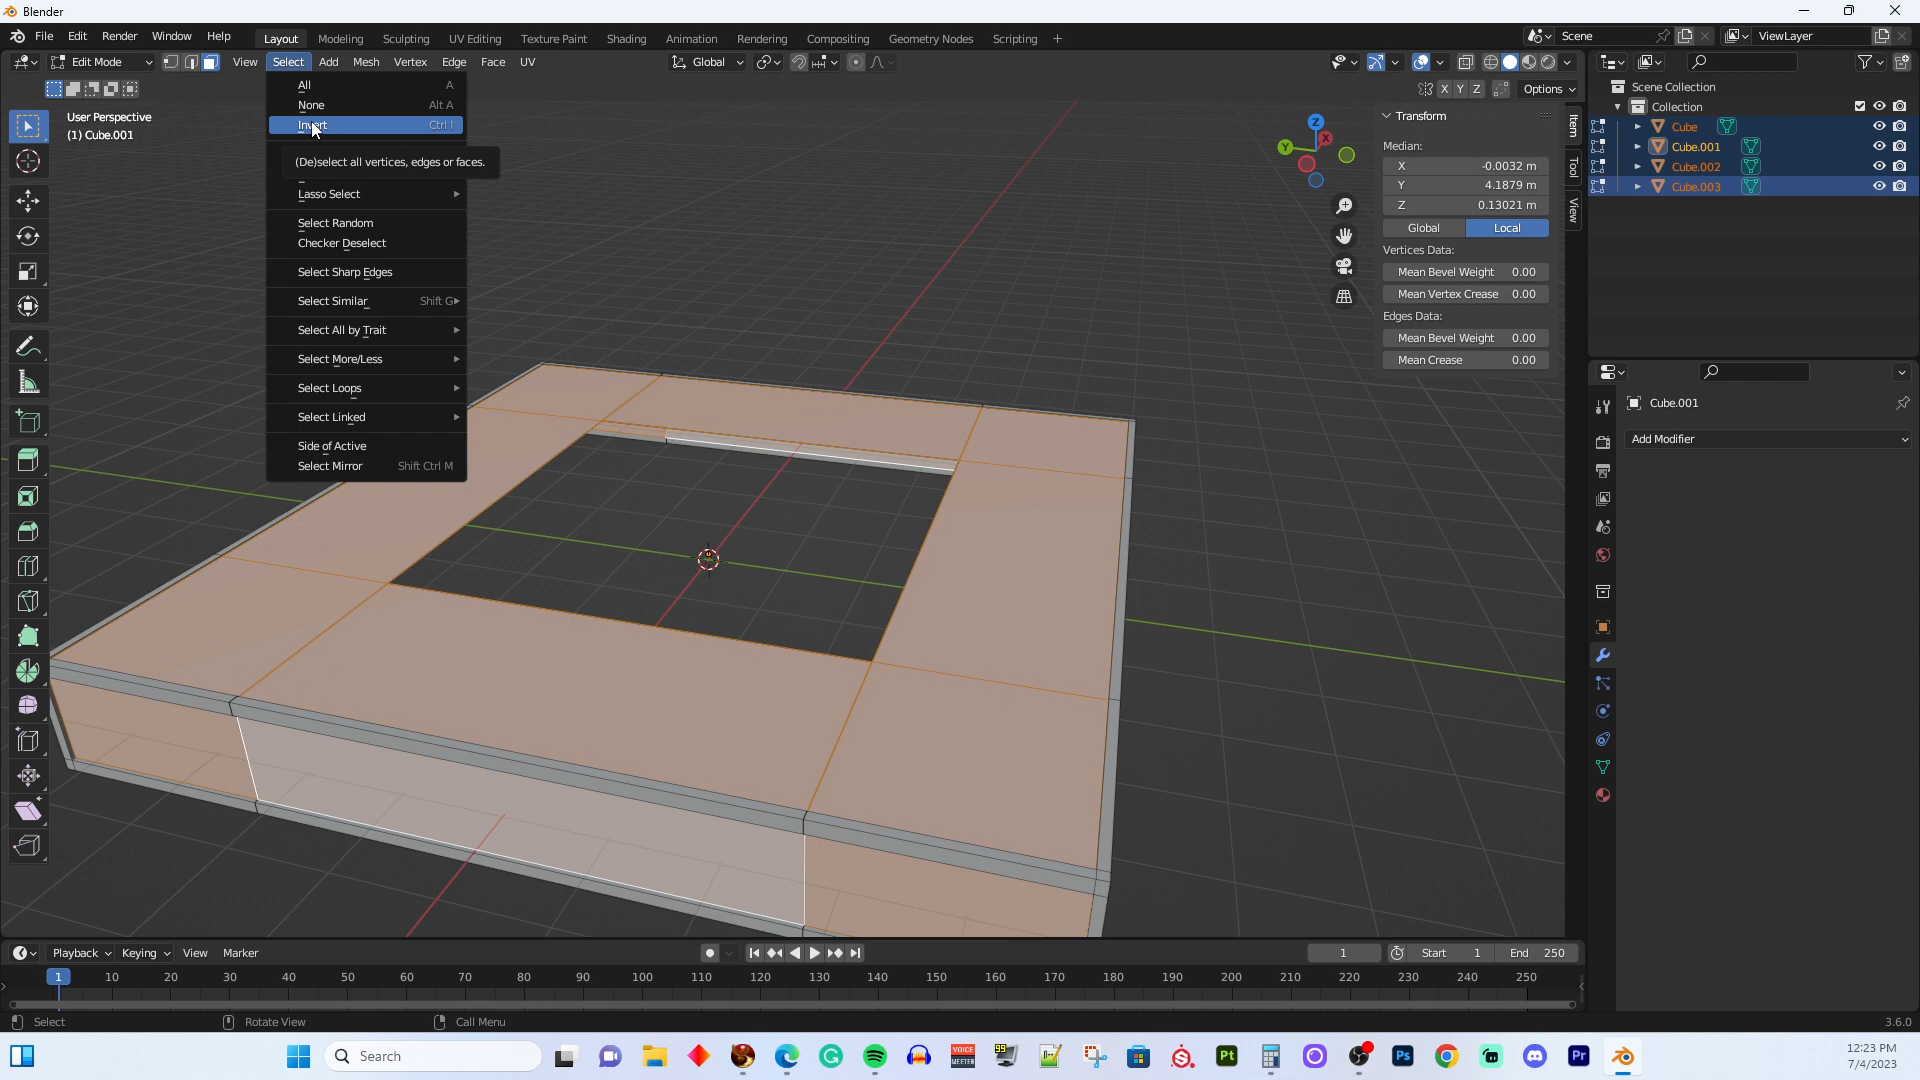 Blender
File Edit Render Window Help
Layout Modeling Sculpting UV Editing Texture Paint Shading Animation Rendering Compositing Geometry Nodes Scripting +
Scene
ViewLayer
Edit Mode
View Select Add Mesh Vertex Edge Face UV
Global
X Y Z
Options
All A
None Alt A
Invert Ctrl I
(De)select all vertices, edges or faces.
Lasso Select
Select Random
Checker Deselect
Select Sharp Edges
Select Similar Shift G
Select All by Trait
Select More/Less
Select Loops
Select Linked
Side of Active
Select Mirror Shift Ctrl M
User Perspective
(1) Cube.001
Z
X
Y
Transform
Median:
X -0.0032 m
Y 4.1879 m
Z 0.13021 m
Global Local
Vertices Data:
Mean Bevel Weight 0.00
Mean Vertex Crease 0.00
Edges Data:
Mean Bevel Weight 0.00
Mean Crease 0.00
Item
Tool
View
Scene Collection
Collection
Cube
Cube.001
Cube.002
Cube.003
Cube.001
Add Modifier
Playback Keying View Marker
1
Start 1
End 250
1 10 20 30 40 50 60 70 80 90 100 110 120 130 140 150 160 170 180 190 200 210 220 230 240 250
Select
Rotate View
Call Menu
3.6.0
Search
VOICE
MEETER
99
Pt
Ps
Pr
12:23 PM
7/4/2023